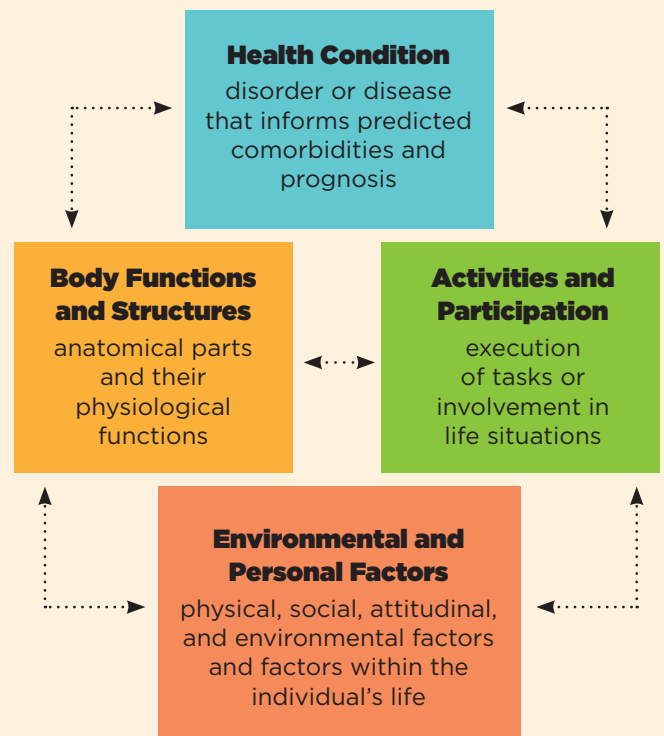 Health Condition
disorder or disease
that informs predicted
comorbidities and
prognosis
Body Functions
and Structures
anatomical parts
and their
physiological
functions
Activities and
Participation
execution
of tasks or
involvement in
life situations
Environmental and
Personal Factors
physical, social, attitudinal,
and environmental factors
and factors within the
individual’s life